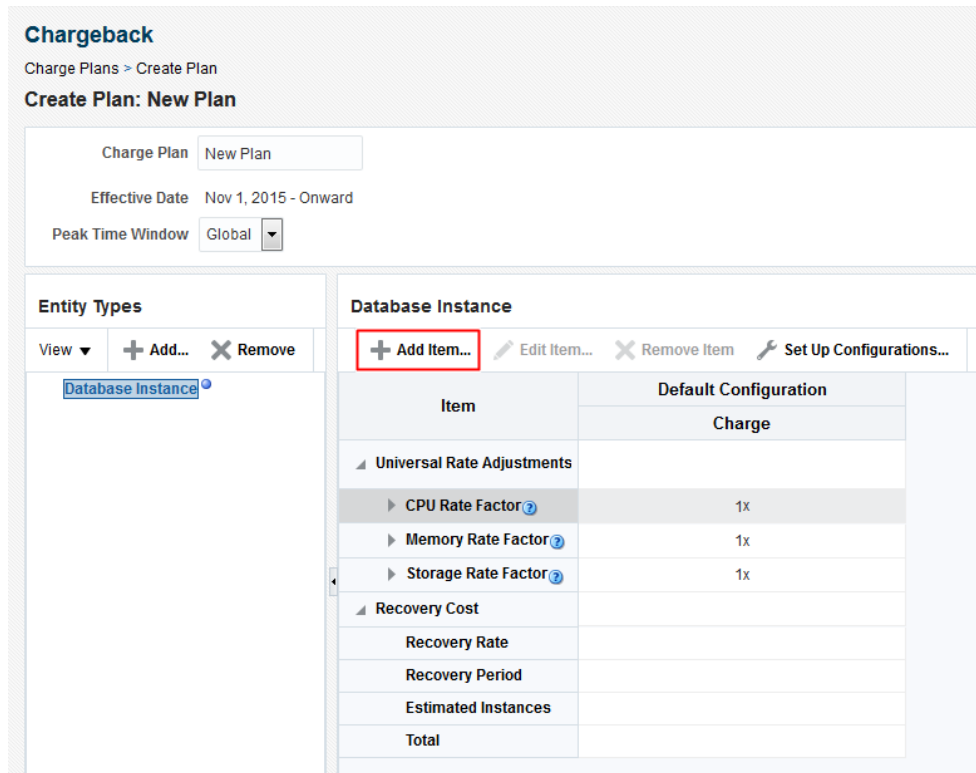 Chargeback
Charge Plans > Create Plan
Create Plan: New Plan
Charge Plan New Plan
Effective Date Nov 1, 2015 - Onward
Peak Time Window Global
Entity Types
View Add... Remove
Database Instance
Database Instance
Add Item... Edit Item... Remove Item Set Up Configurations...
Item
Default Configuration
Charge
Universal Rate Adjustments
CPU Rate Factor ? 1x
Memory Rate Factor ? 1x
Storage Rate Factor ? 1x
Recovery Cost
Recovery Rate
Recovery Period
Estimated Instances
Total